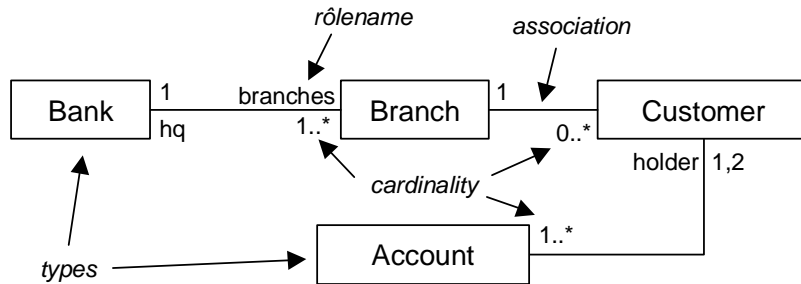 rôlename
association
Bank
1
hq
branches
1..*
Branch
1
0..*
Customer
holder
1,2
cardinality
types
Account
1..*